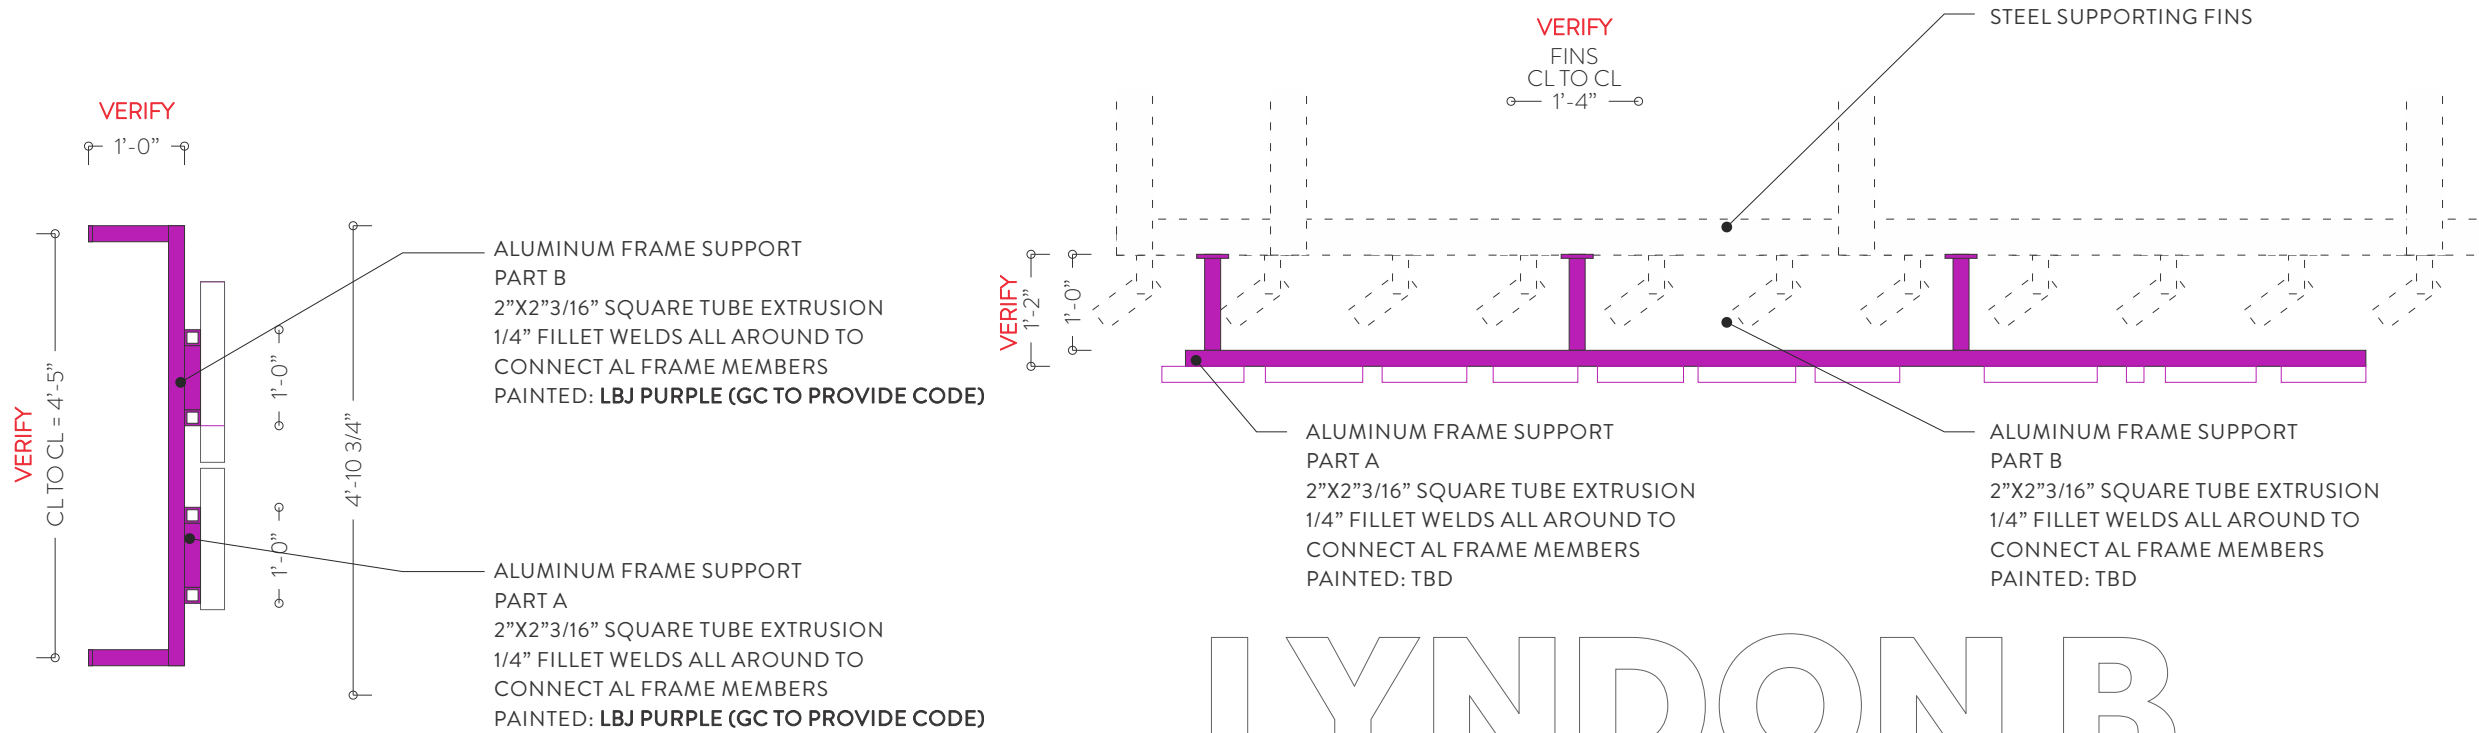 VERIFY
1'-0”
VERIFY
CL TO CL = 4'-5”
1'-0”
1'-0”
4'-10 3/4”
ALUMINUM FRAME SUPPORT
PART B
2”X2”3/16” SQUARE TUBE EXTRUSION
1/4” FILLET WELDS ALL AROUND TO
CONNECT AL FRAME MEMBERS
PAINTED: LBJ PURPLE (GC TO PROVIDE CODE)
ALUMINUM FRAME SUPPORT
PART A
2”X2”3/16” SQUARE TUBE EXTRUSION
1/4” FILLET WELDS ALL AROUND TO
CONNECT AL FRAME MEMBERS
PAINTED: LBJ PURPLE (GC TO PROVIDE CODE)
VERIFY
FINS
CL TO CL
1'-4”
STEEL SUPPORTING FINS
VERIFY
1'-2”
1'-0”
ALUMINUM FRAME SUPPORT
PART A
2”X2”3/16” SQUARE TUBE EXTRUSION
1/4” FILLET WELDS ALL AROUND TO
CONNECT AL FRAME MEMBERS
PAINTED: TBD
ALUMINUM FRAME SUPPORT
PART B
2”X2”3/16” SQUARE TUBE EXTRUSION
1/4” FILLET WELDS ALL AROUND TO
CONNECT AL FRAME MEMBERS
PAINTED: TBD
LYNDON B